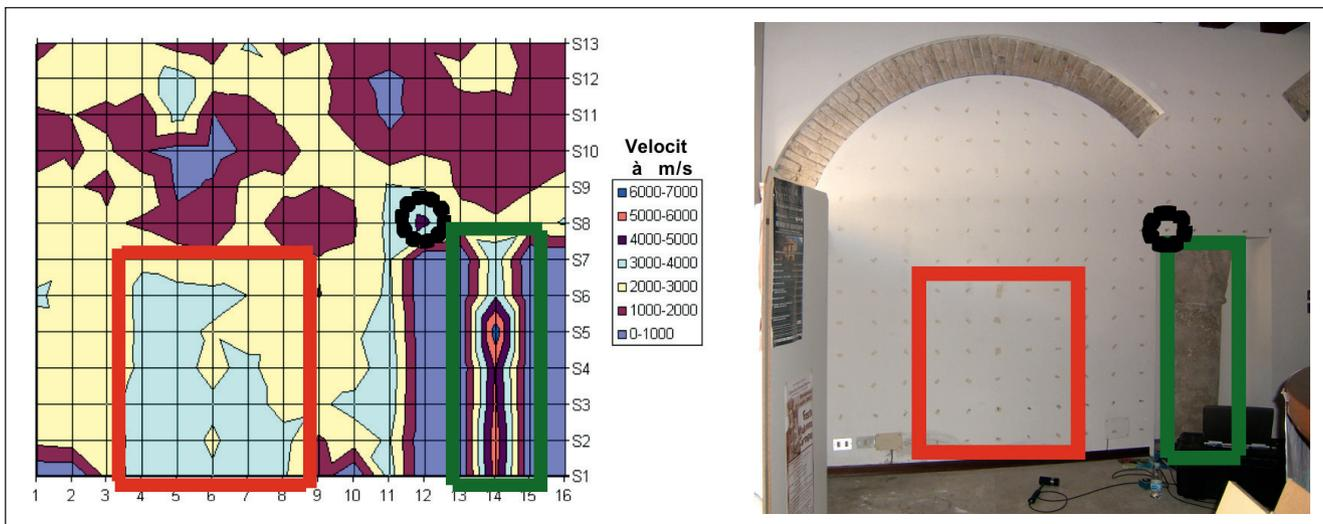 S13
S12
S11
S10
S9
S8
S7
S6
S5
S4
S3
S2
S1
1 2 3 4 5 6 7 8 9 10 11 12 13 14 15 16
Velocit
à m/s
6000-7000
5000-6000
4000-5000
3000-4000
2000-3000
1000-2000
0-1000